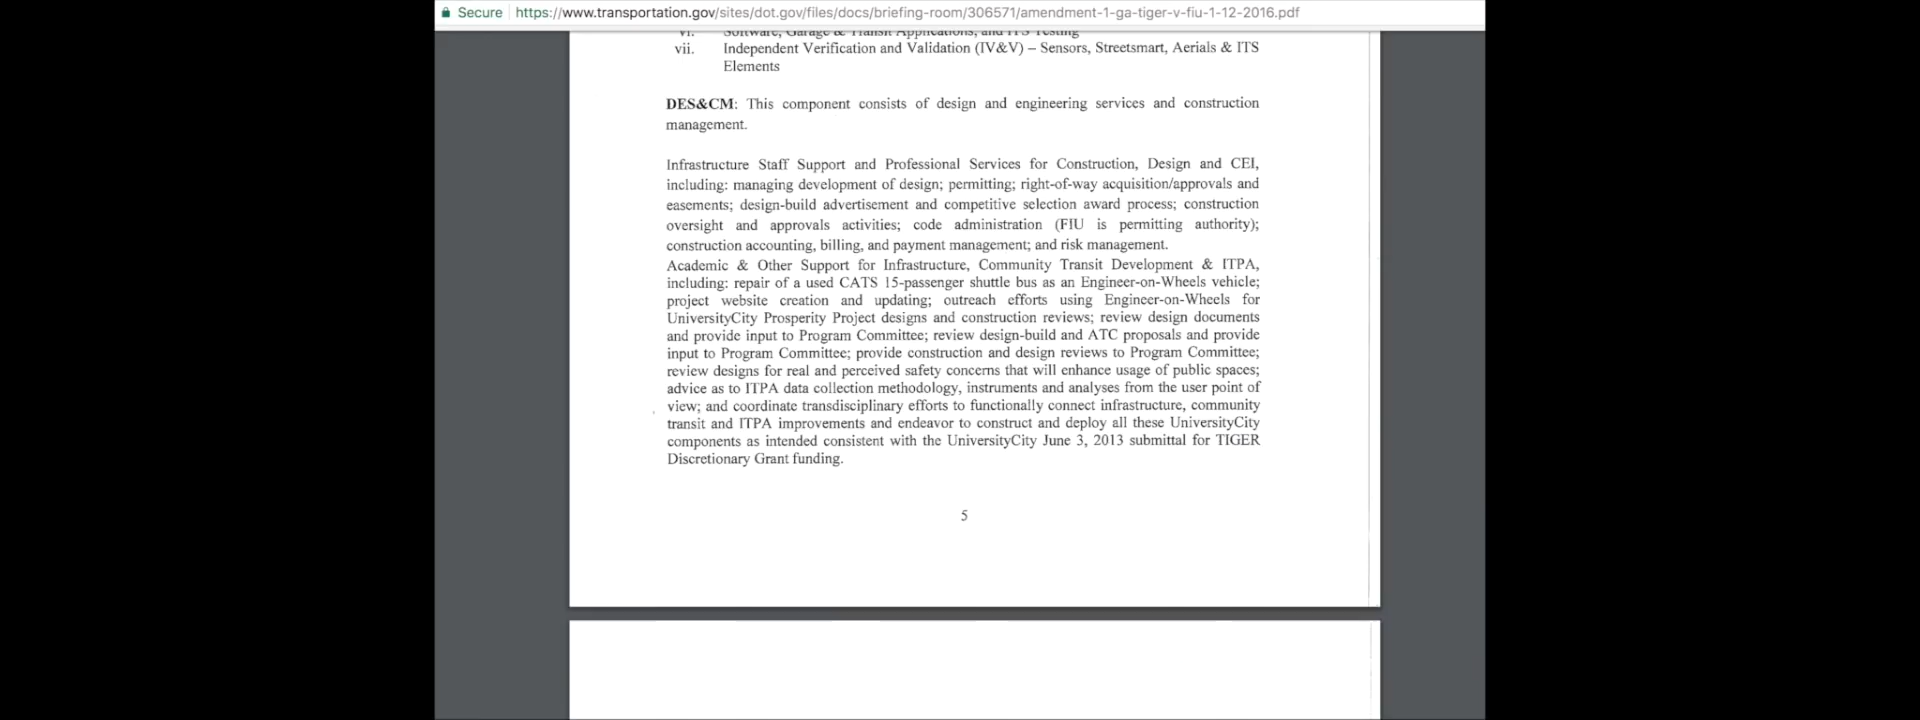 Secure https://www.transportation.gov/sites/dot.gov/files/docs/briefing-room/306571/amendment-1-ga-tiger-v-fiu-1-12-2016.pdf
vi. Software, Garage & Transit Applications, and ITS Testing
vii. Independent Verification and Validation (IV&V) – Sensors, Streetsmart, Aerials & ITS
Elements
DES&CM: This component consists of design and engineering services and construction
management.
Infrastructure Staff Support and Professional Services for Construction, Design and CEI,
including: managing development of design; permitting; right-of-way acquisition/approvals and
easements; design-build advertisement and competitive selection award process; construction
oversight and approvals activities; code administration (FIU is permitting authority);
construction accounting, billing, and payment management; and risk management.
Academic & Other Support for Infrastructure, Community Transit Development & ITPA,
including: repair of a used CATS 15-passenger shuttle bus as an Engineer-on-Wheels vehicle;
project website creation and updating; outreach efforts using Engineer-on-Wheels for
UniversityCity Prosperity Project designs and construction reviews; review design documents
and provide input to Program Committee; review design-build and ATC proposals and provide
input to Program Committee; provide construction and design reviews to Program Committee;
review designs for real and perceived safety concerns that will enhance usage of public spaces;
advice as to ITPA data collection methodology, instruments and analyses from the user point of
view; and coordinate transdisciplinary efforts to functionally connect infrastructure, community
transit and ITPA improvements and endeavor to construct and deploy all these UniversityCity
components as intended consistent with the UniversityCity June 3, 2013 submittal for TIGER
Discretionary Grant funding.
5